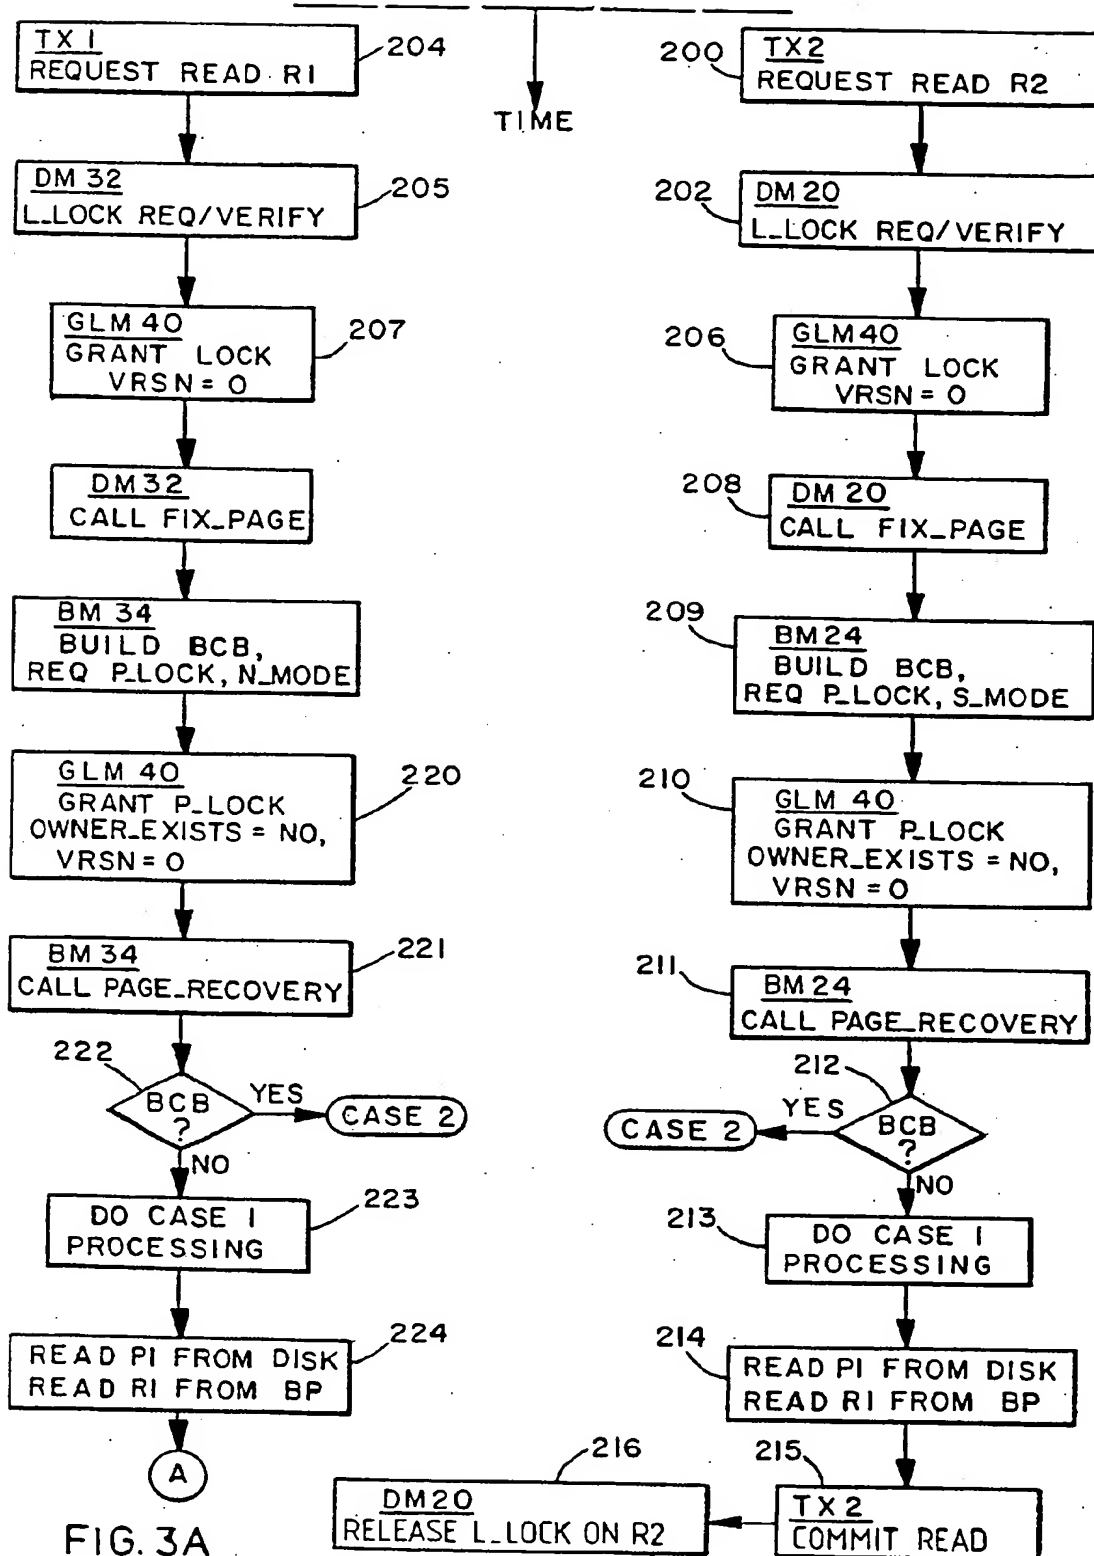 TX 1
REQUEST READ R1
204
DM 32
L_LOCK REQ/VERIFY
205
GLM 40
GRANT LOCK
VRSN = 0
207
DM 32
CALL FIX_PAGE
BM 34
BUILD BCB,
REQ P_LOCK, N_MODE
GLM 40
GRANT P_LOCK
OWNER_EXISTS = NO,
VRSN = 0
220
BM 34
CALL PAGE_RECOVERY
221
222
BCB
?
YES
CASE 2
NO
DO CASE 1
PROCESSING
223
READ P1 FROM DISK
READ R1 FROM BP
224
A
FIG. 3A
TIME
200
TX 2
REQUEST READ R2
202
DM 20
L_LOCK REQ/VERIFY
206
GLM 40
GRANT LOCK
VRSN = 0
208
DM 20
CALL FIX_PAGE
209
BM 24
BUILD BCB,
REQ P_LOCK, S_MODE
210
GLM 40
GRANT P_LOCK
OWNER_EXISTS = NO,
VRSN = 0
211
BM 24
CALL PAGE_RECOVERY
212
BCB
?
YES
CASE 2
NO
213
DO CASE 1
PROCESSING
214
READ P1 FROM DISK
READ R1 FROM BP
215
TX 2
COMMIT READ
216
DM 20
RELEASE L_LOCK ON R2